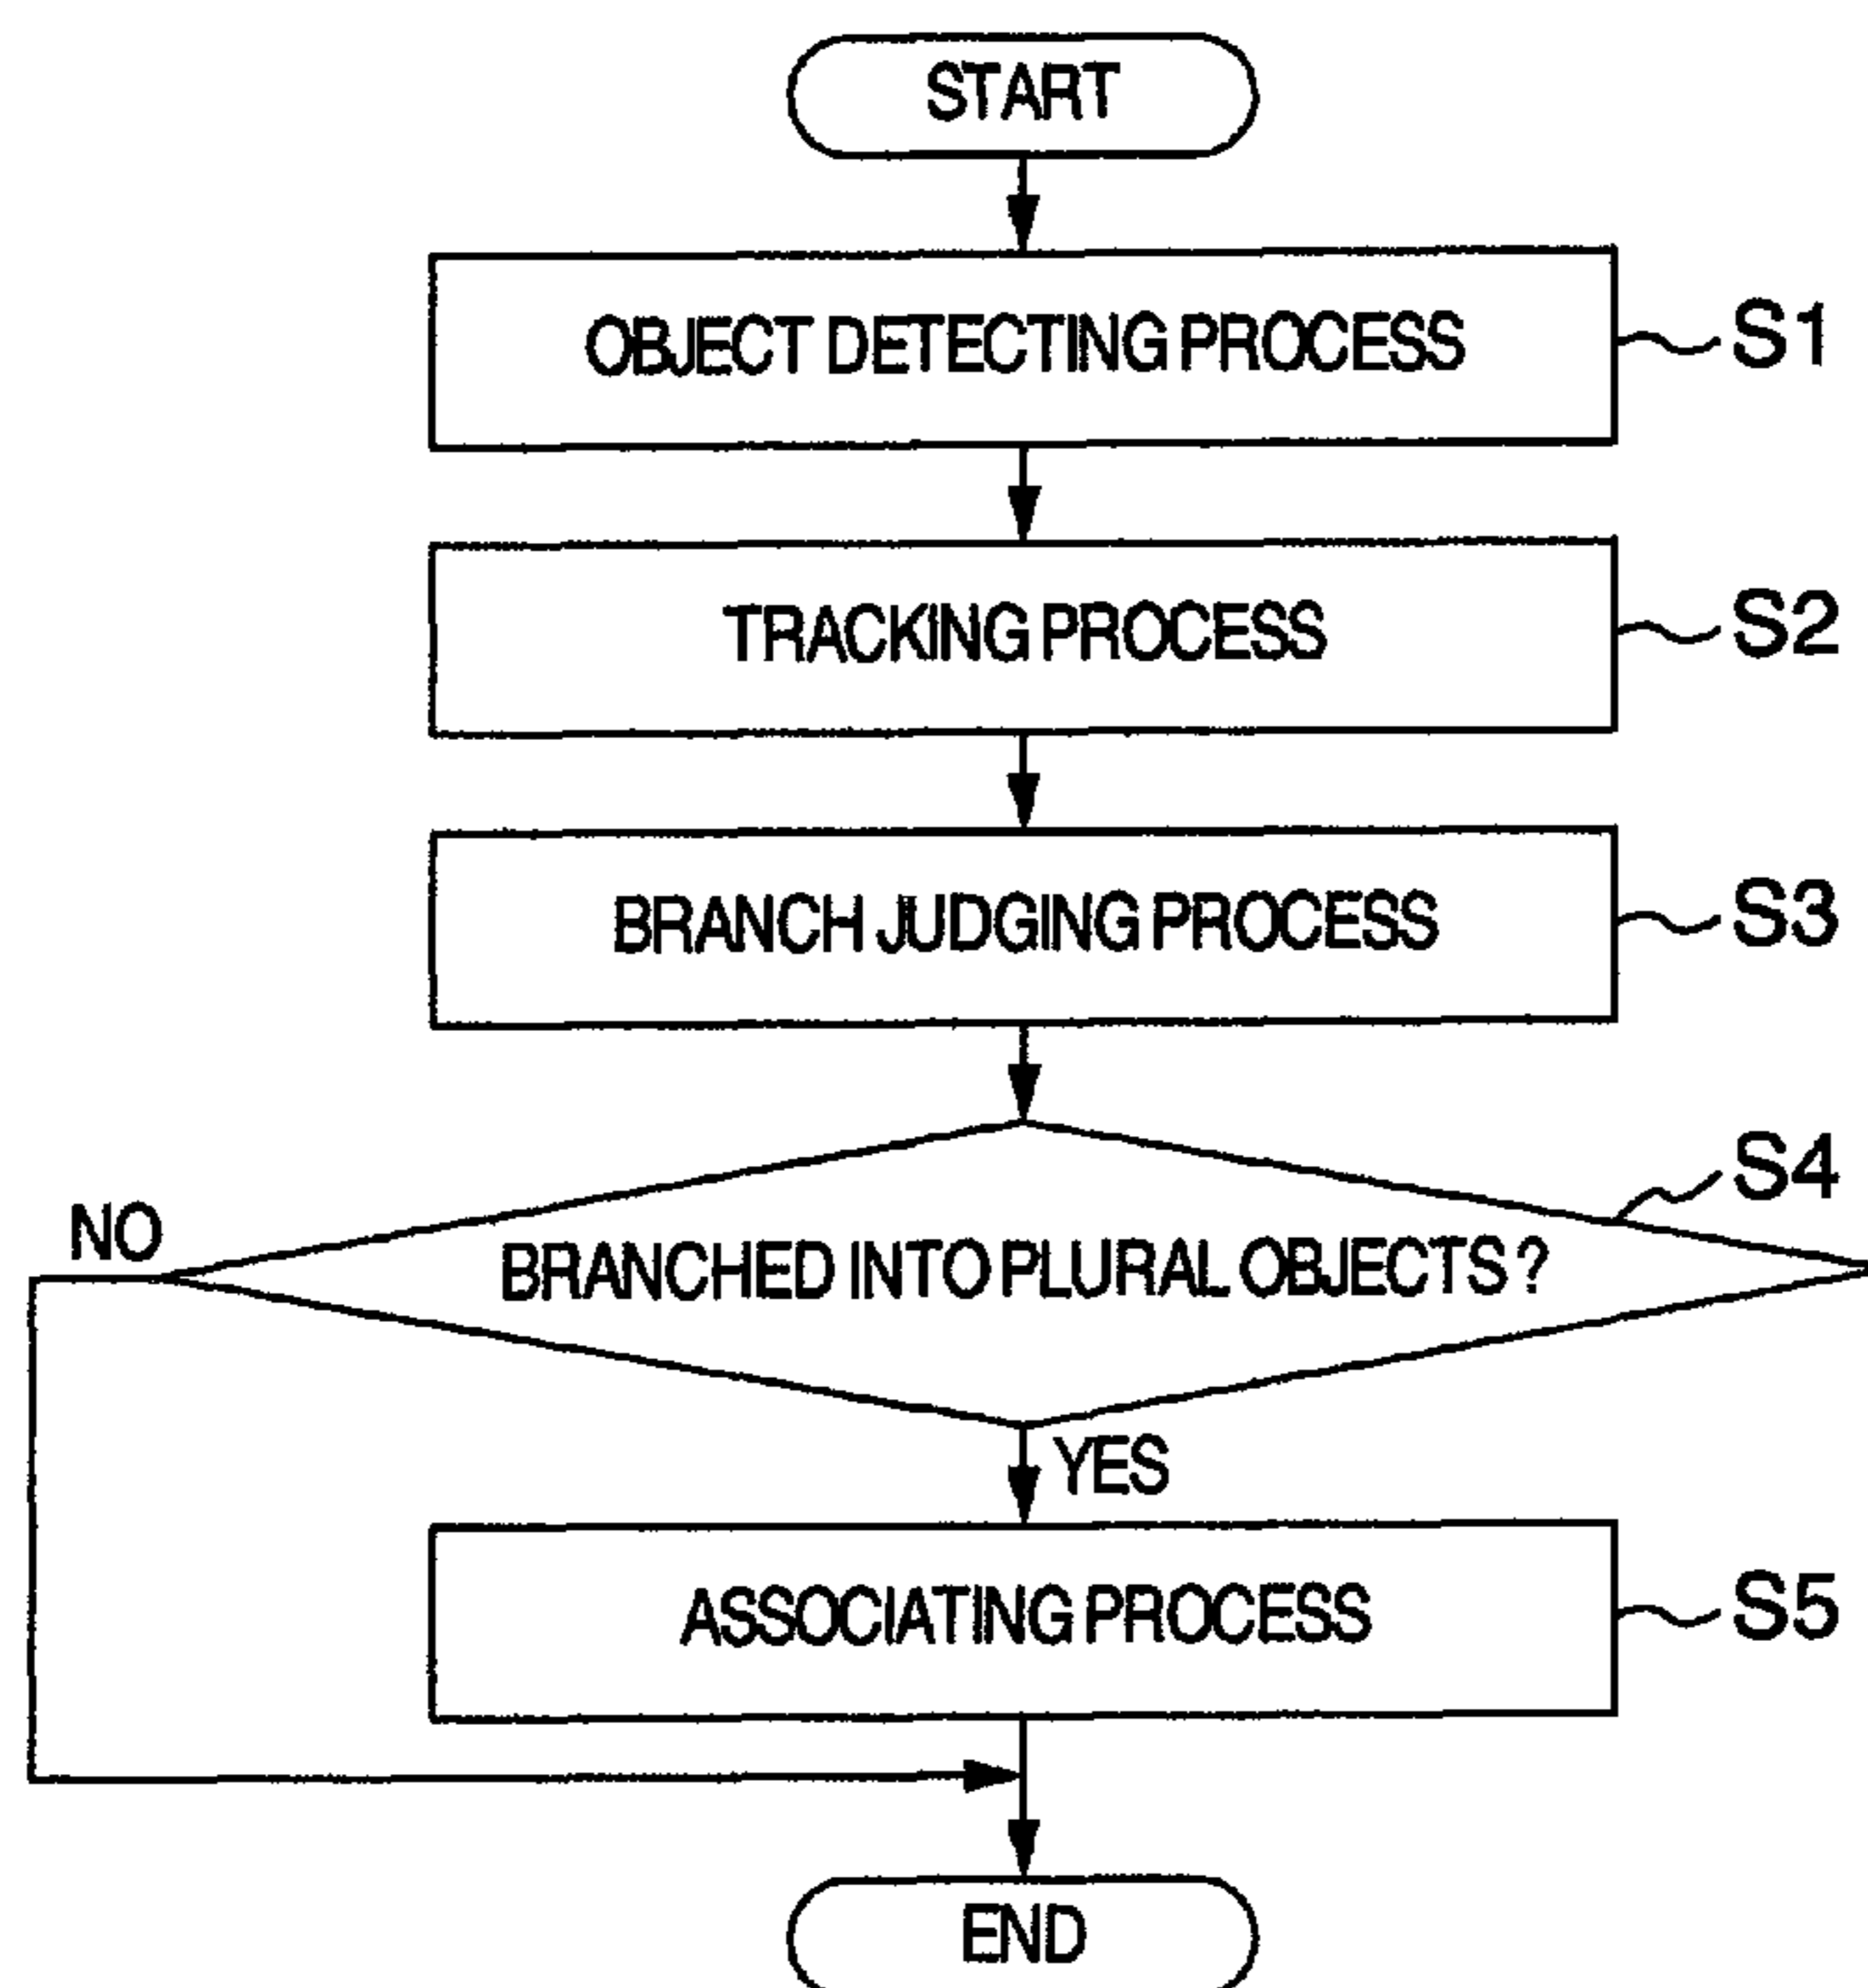 START
OBJECT DETECTING PROCESS S1
TRACKING PROCESS S2
BRANCH JUDGING PROCESS S3
S4
NO
BRANCHED INTO PLURAL OBJECTS?
YES
ASSOCIATING PROCESS S5
END